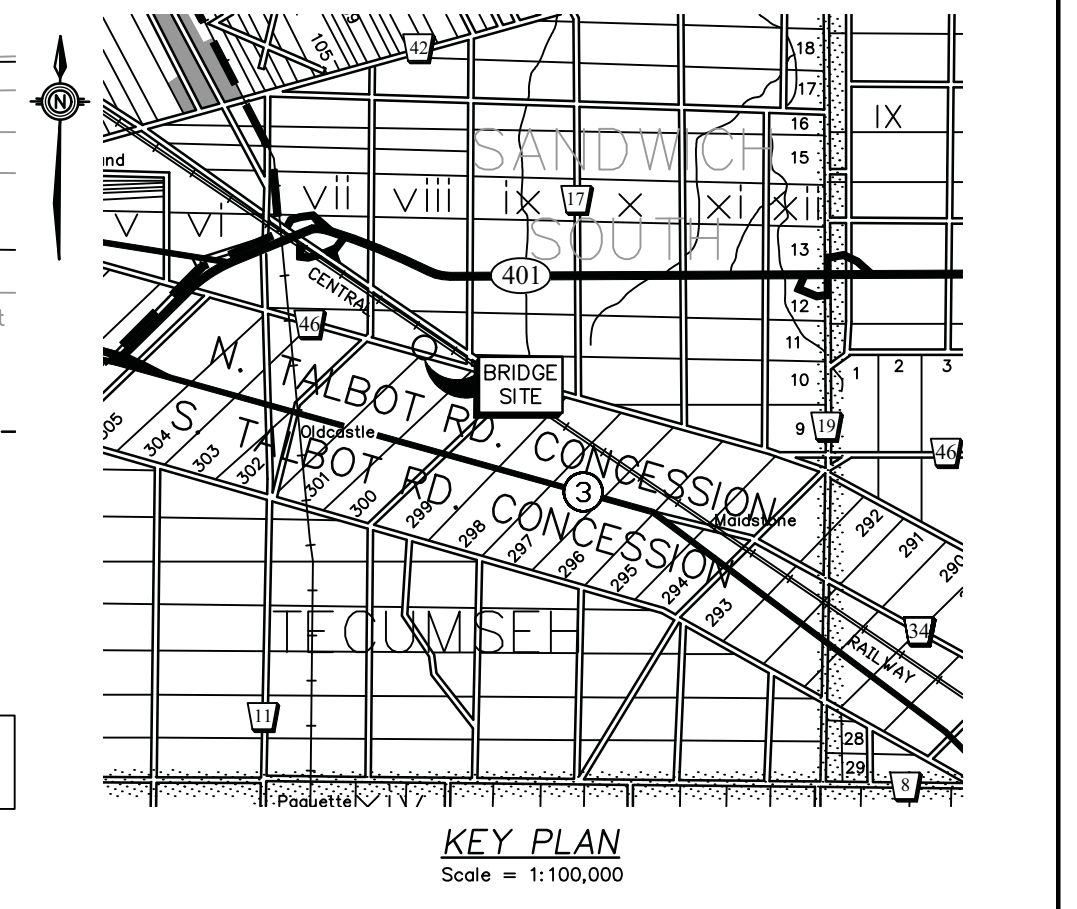 N
42
105
18
17
16
IX
SANDWICH
15
and
vii
viii
ix
17
x
xi
xii
v
vi
SOUTH
13
401
CENTRAL
12
46
11
N. TALBOT RD. CONCESSION
BRIDGE
SITE
10
1
2
3
9
19
46
305
304
303
302
301
300
299
298
297
296
295
294
293
292
291
290
S. TALBOT RD. CONCESSION
Oldcastle
3
Maidstone
TECUMSEH
34
RAILWAY
11
28
29
8
Paquette
KEY PLAN
Scale = 1:100,000